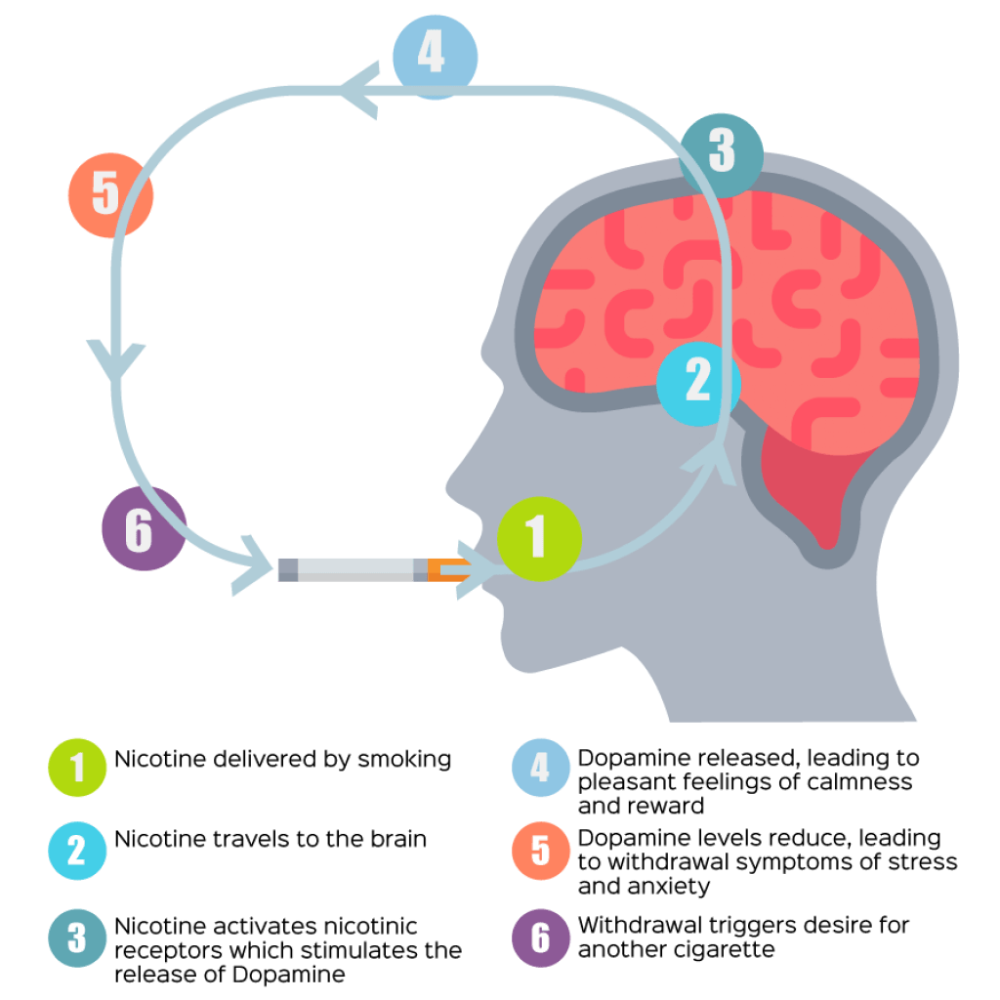 4
3
5
2
6
1
1 Nicotine delivered by smoking
2 Nicotine travels to the brain
3 Nicotine activates nicotinic
receptors which stimulates the
release of Dopamine
4 Dopamine released, leading to
pleasant feelings of calmness
and reward
5 Dopamine levels reduce, leading
to withdrawal symptoms of stress
and anxiety
6 Withdrawal triggers desire for
another cigarette